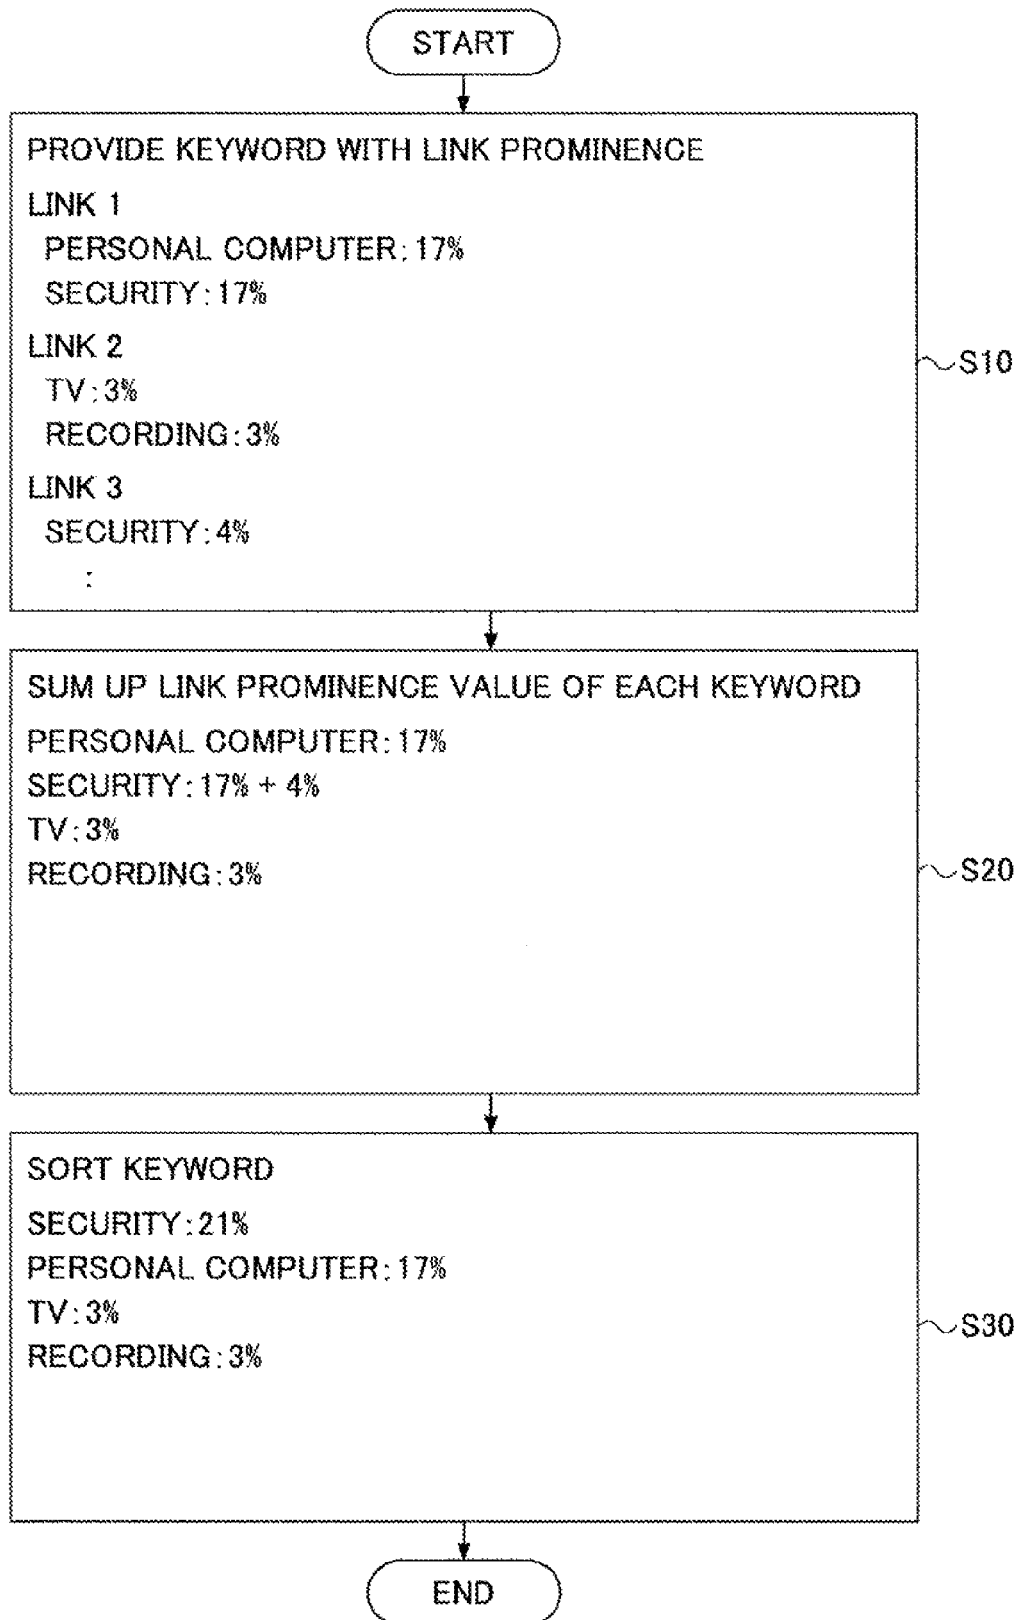 START
PROVIDE KEYWORD WITH LINK PROMINENCE
LINK 1
PERSONAL COMPUTER:17%
SECURITY:17%
LINK 2
TV:3%
RECORDING:3%
LINK 3
SECURITY:4%
:
S10
SUM UP LINK PROMINENCE VALUE OF EACH KEYWORD
PERSONAL COMPUTER:17%
SECURITY:17% + 4%
TV:3%
RECORDING:3%
S20
SORT KEYWORD
SECURITY:21%
PERSONAL COMPUTER:17%
TV:3%
RECORDING:3%
S30
END